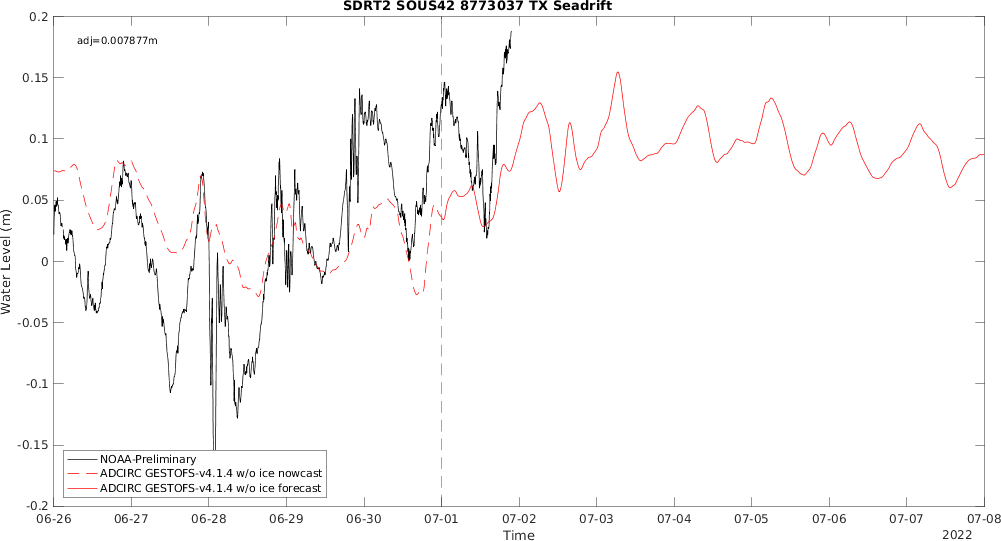 SDRT2 SOUS42 8773037 TX Seadrift
adj=0.007877m
0.2
0.15
0.1
0.05
0
-0.05
-0.1
-0.15
-0.2
Water Level (m)
NOAA-Preliminary
ADCIRC GESTOFS-v4.1.4 w/o ice nowcast
ADCIRC GESTOFS-v4.1.4 w/o ice forecast
06-26 06-27 06-28 06-29 06-30 07-01 07-02 07-03 07-04 07-05 07-06 07-07 07-08
Time
2022